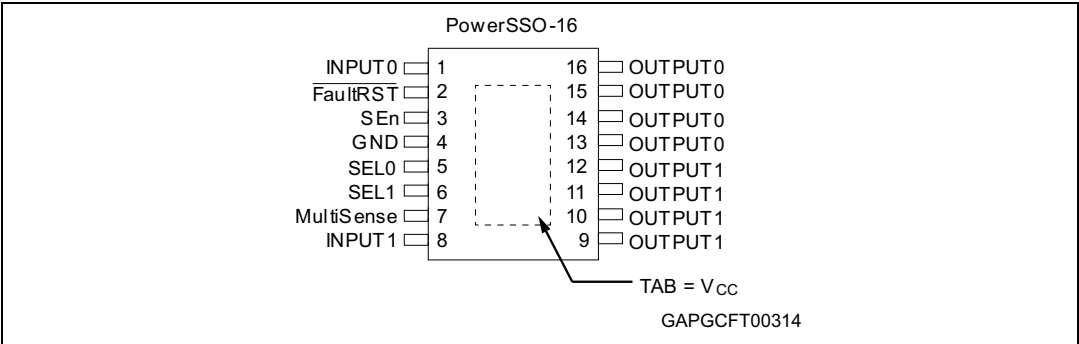 PowerSSO-16
INPUT0 1 16 OUTPUT0
FaultRST 2 15 OUTPUT0
SEn 3 14 OUTPUT0
GND 4 13 OUTPUT0
SEL0 5 12 OUTPUT1
SEL1 6 11 OUTPUT1
MultiSense 7 10 OUTPUT1
INPUT1 8 9 OUTPUT1
TAB = VCC
GAPGCFT00314